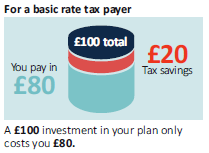 For a basic rate tax payer
£100 total
You pay in
£80
£20
Tax savings
A £100 investment in your plan only
costs you £80.